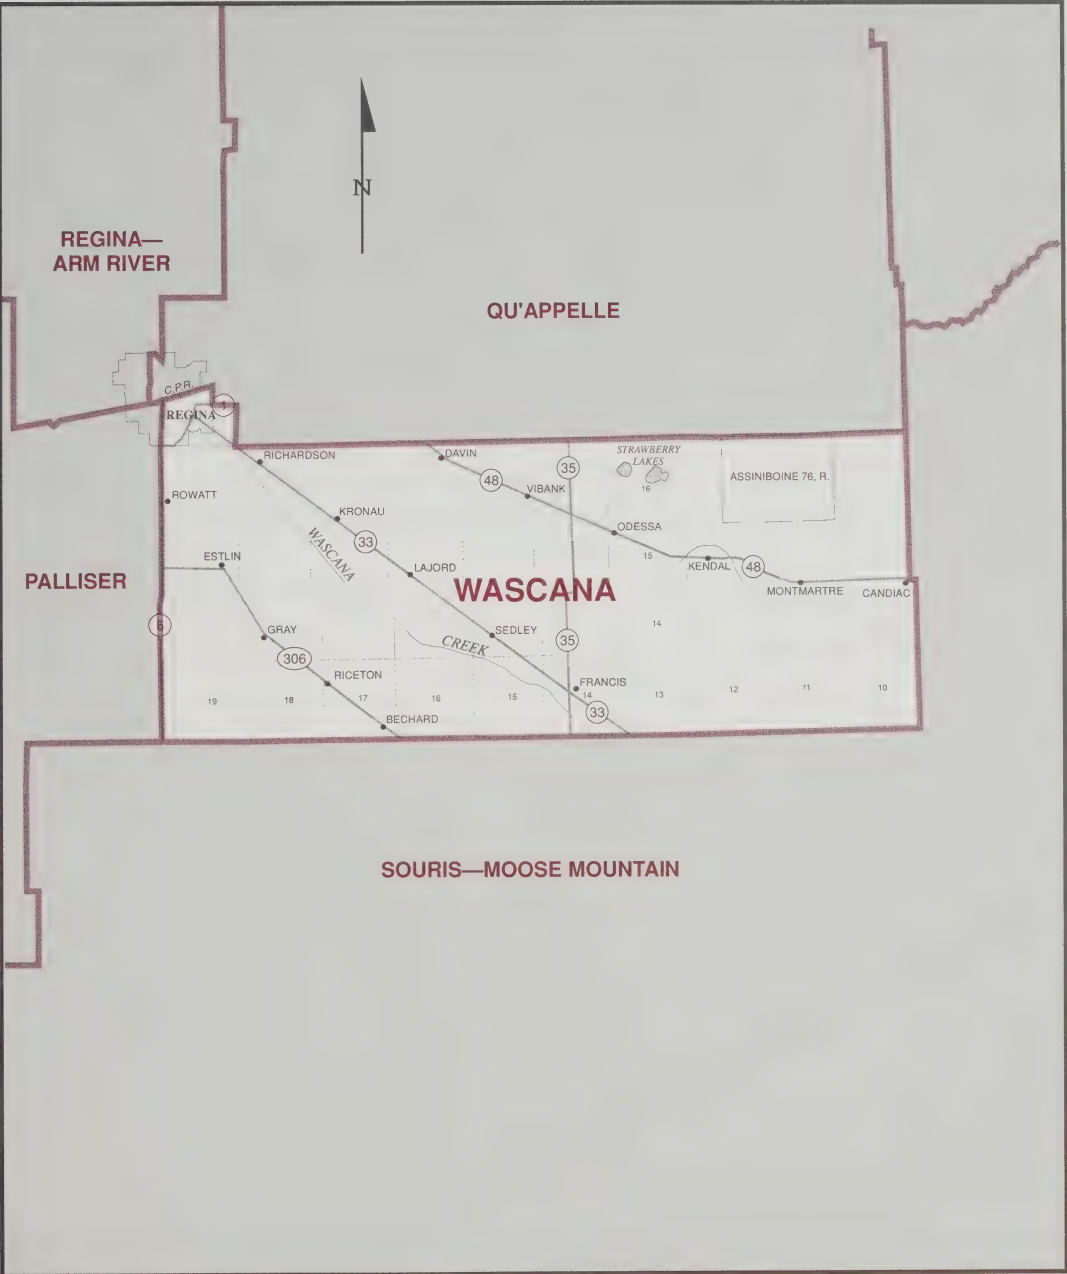 N
REGINA—
ARM RIVER
QU'APPELLE
C.P.R.
1
REGINA
RICHARDSON
DAVIN
STRAWBERRY
LAKES
35
48
16
ASSINIBOINE 76, R.
VIBANK
ROWATT
KRONAU
ODESSA
33
WASCANA
15
ESTLIN
KENDAL
48
LAJORD
PALLISER
WASCANA
MONTMARTRE
CANDIAC
6
14
GRAY
SEDLEY
35
CREEK
306
RICETON
FRANCIS
19
18
17
16
15
14
13
12
11
10
33
BECHARD
SOURIS—MOOSE MOUNTAIN